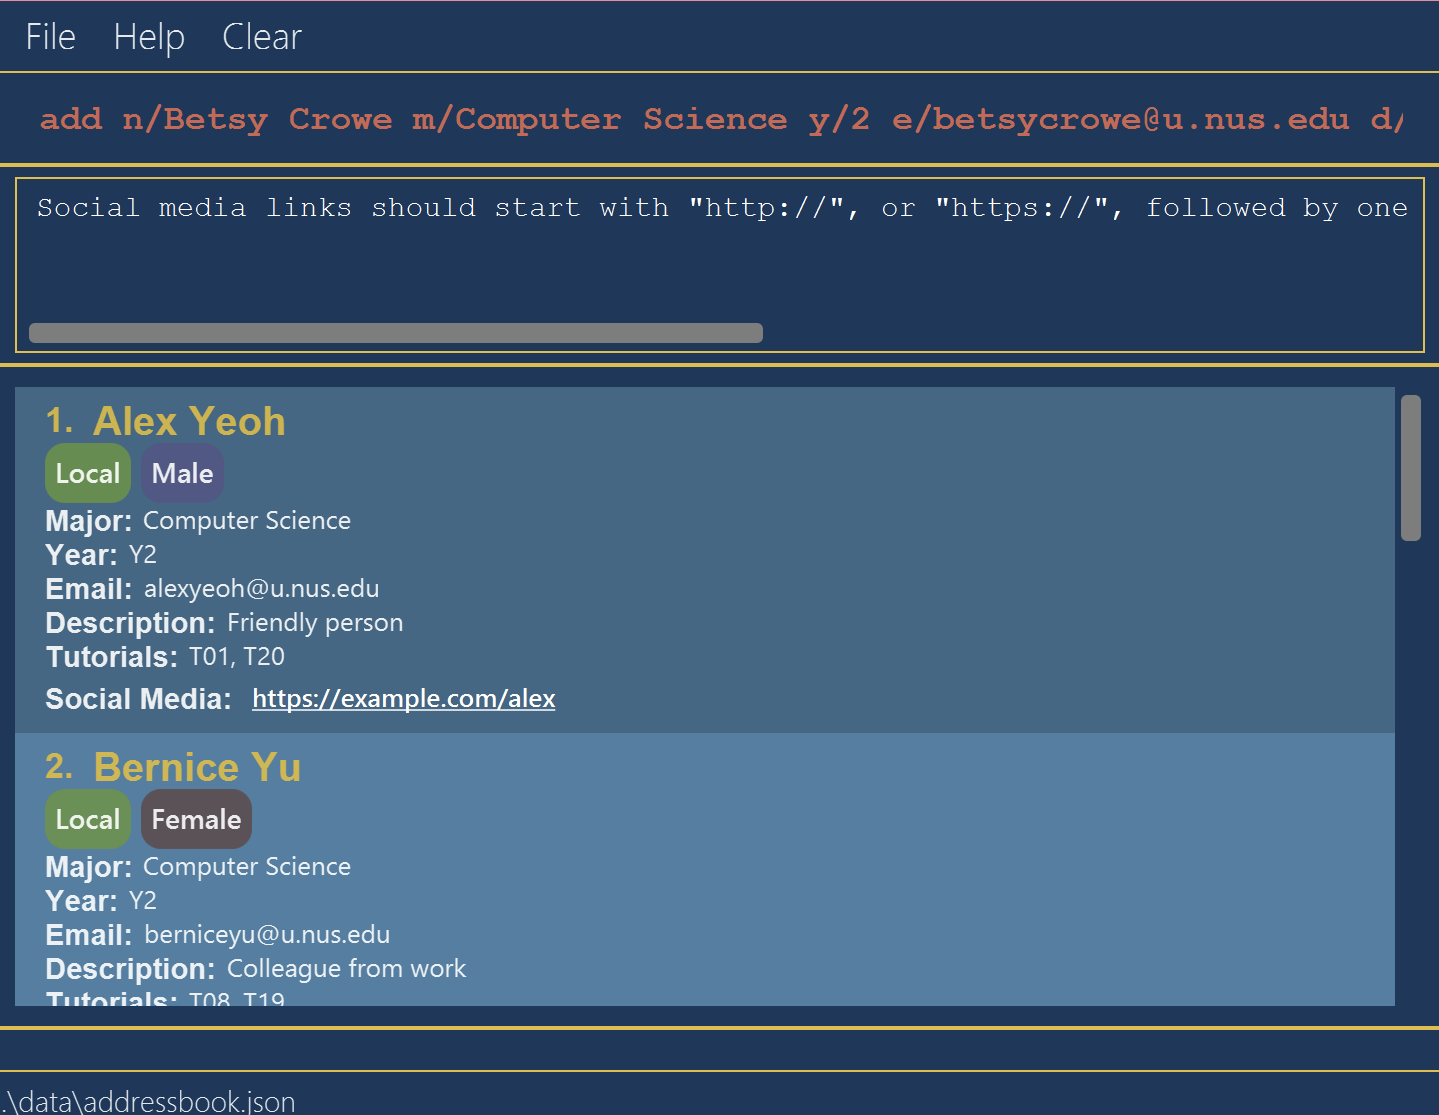 File Help Clear
add n/Betsy Crowe m/Computer Science y/2 e/betsycrowe@u.nus.edu d/
Social media links should start with "http://", or "https://", followed by one
1. Alex Yeoh
Local Male
Major: Computer Science
Year: Y2
Email: alexyeoh@u.nus.edu
Description: Friendly person
Tutorials: T01, T20
Social Media: https://example.com/alex
2. Bernice Yu
Local Female
Major: Computer Science
Year: Y2
Email: berniceyu@u.nus.edu
Description: Colleague from work
Tutorials: T08, T19
.\data\addressbook.json